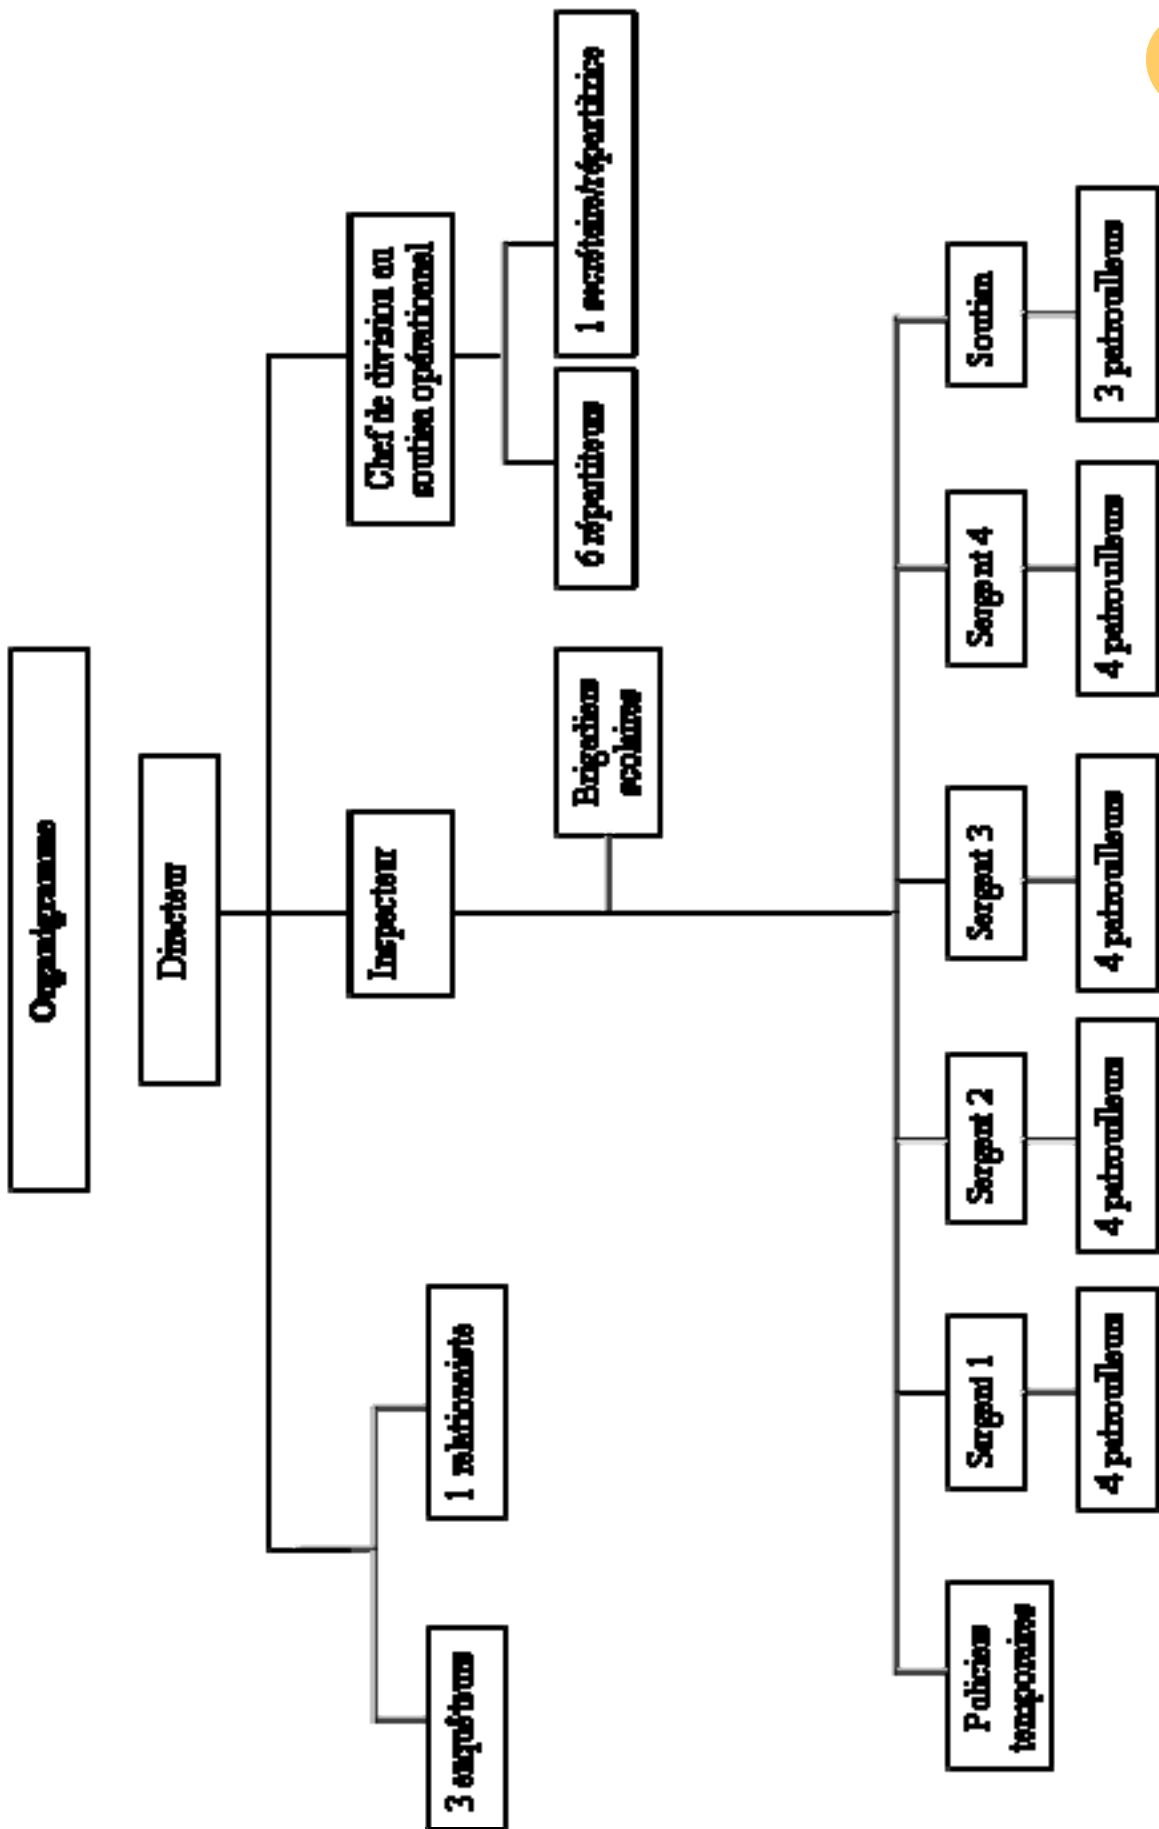 Organigramme
Directeur
Inspecteur
Chef de division en
soutien opérationnel
3 enquêteurs
1 relationniste
Brigadiers
scolaires
6 répartiteurs
1 secrétaire/répartitrice
Policiers
temporaires
Sergent 1
Sergent 2
Sergent 3
Sergent 4
Soutien
4 patrouilleurs
4 patrouilleurs
4 patrouilleurs
4 patrouilleurs
3 patrouilleurs